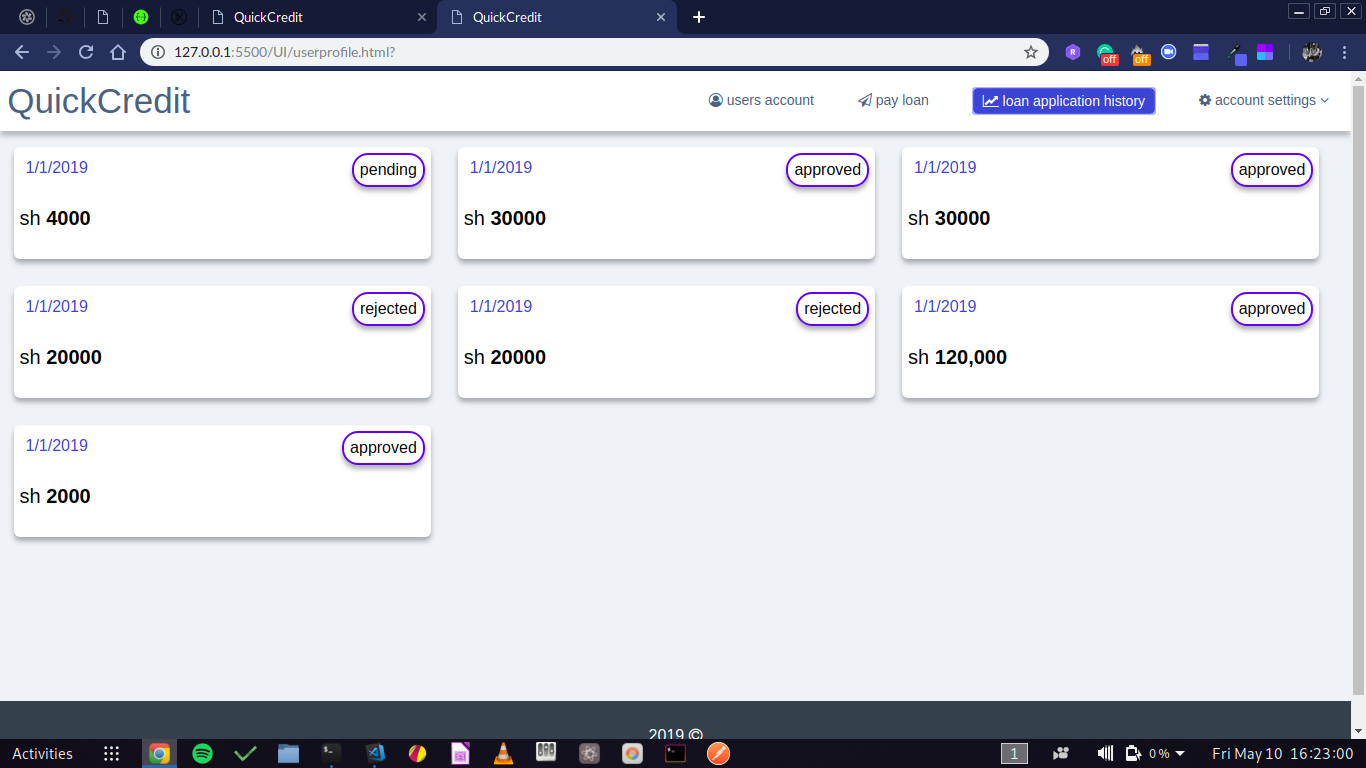 QuickCredit
QuickCredit
127.0.0.1:5500/UI/userprofile.html?
off
off
QuickCredit
users account
pay loan
loan application history
account settings
1/1/2019
pending
sh 4000
1/1/2019
approved
sh 30000
1/1/2019
approved
sh 30000
1/1/2019
rejected
sh 20000
1/1/2019
rejected
sh 20000
1/1/2019
approved
sh 120,000
1/1/2019
approved
sh 2000
2019 ©
Activities
1
0 %
Fri May 10 16:23:00